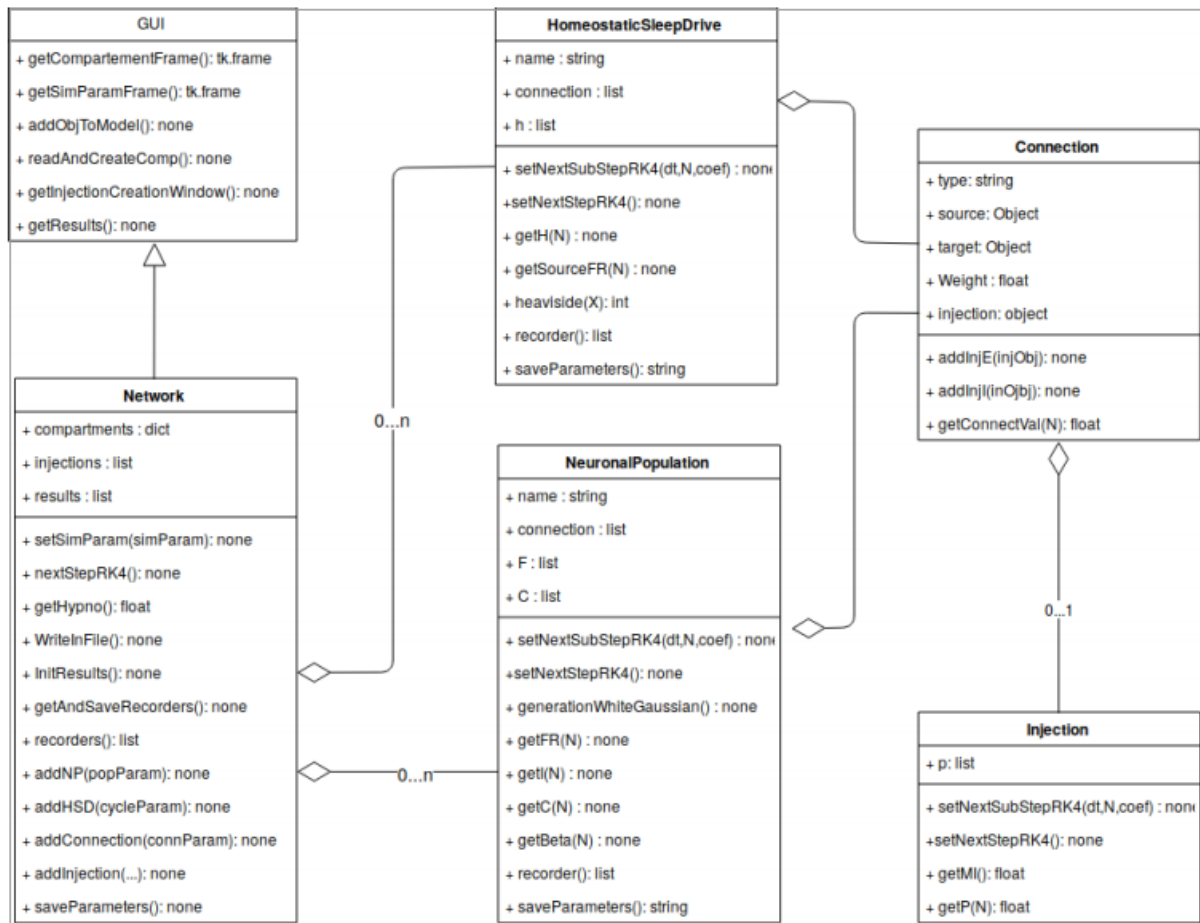 GUI
+ getCompartementFrame(): tk.frame
+ getSimParamFrame(): tk.frame
+ addObjToModel(): none
+ readAndCreateComp(): none
+ getInjectionCreationWindow(): none
+ getResults(): none
HomeostaticSleepDrive
+ name : string
+ connection : list
+ h : list
+ setNextSubStepRK4(dt,N,coef) : none
+setNextStepRK4(): none
+ getH(N) : none
+ getSourceFR(N) : none
+ heaviside(X): int
+ recorder(): list
+ saveParameters(): string
Connection
+ type: string
+ source: Object
+ target: Object
+ Weight : float
+ injection: object
+ addInjE(injObj): none
+ addInjI(inOjbj): none
+ getConnectVal(N): float
Network
+ compartments : dict
+ injections : list
+ results : list
+ setSimParam(simParam): none
+ nextStepRK4(): none
+ getHypno(): float
+ WriteInFile(): none
+ InitResults(): none
+ getAndSaveRecorders(): none
+ recorders(): list
+ addNP(popParam): none
+ addHSD(cycleParam): none
+ addConnection(connParam): none
+ addInjection(...): none
+ saveParameters(): none
0...n
0...n
NeuronalPopulation
+ name : string
+ connection : list
+ F : list
+ C : list
+ setNextSubStepRK4(dt,N,coef) : none
+setNextStepRK4(): none
+ generationWhiteGaussian() : none
+ getFR(N) : none
+ getI(N) : none
+ getC(N) : none
+ getBeta(N) : none
+ recorder(): list
+ saveParameters(): string
0...1
Injection
+ p: list
+ setNextSubStepRK4(dt,N,coef) : none
+setNextStepRK4(): none
+ getMI(): float
+ getP(N): float